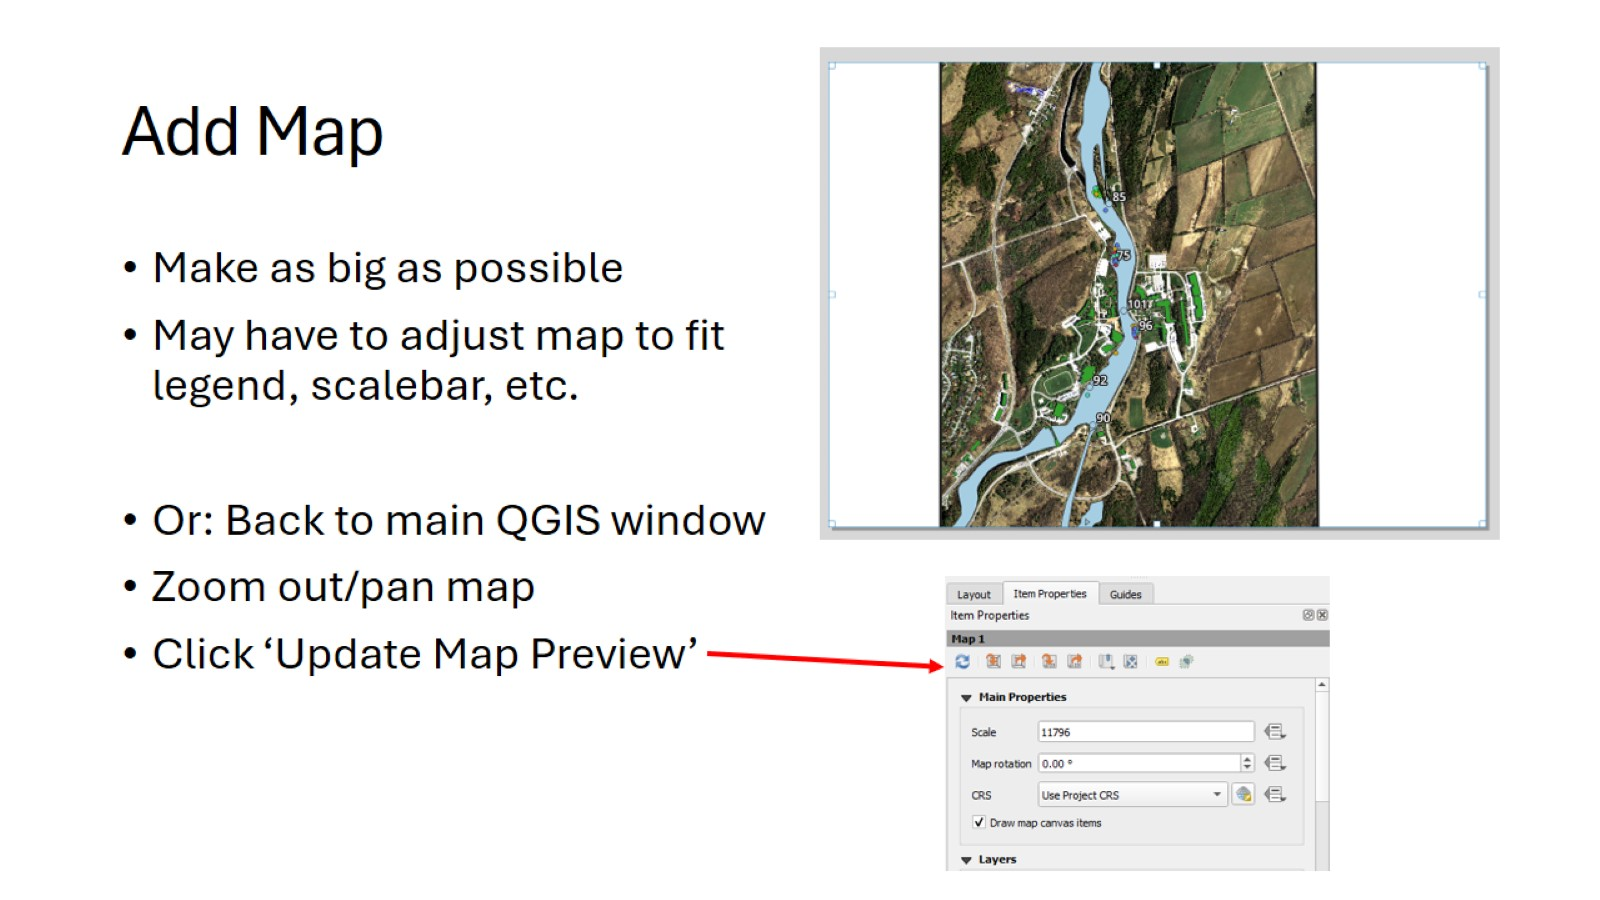 Add Map
• Make as big as possible
• May have to adjust map to fit
legend, scalebar, etc.
• Or: Back to main QGIS window
• Zoom out/pan map
• Click ‘Update Map Preview’
85
75
1017
96
92
90
Layout Item Properties Guides
Item Properties
Map 1
abc
Main Properties
Scale 11796
Map rotation 0.00 °
CRS Use Project CRS
Draw map canvas items
Layers